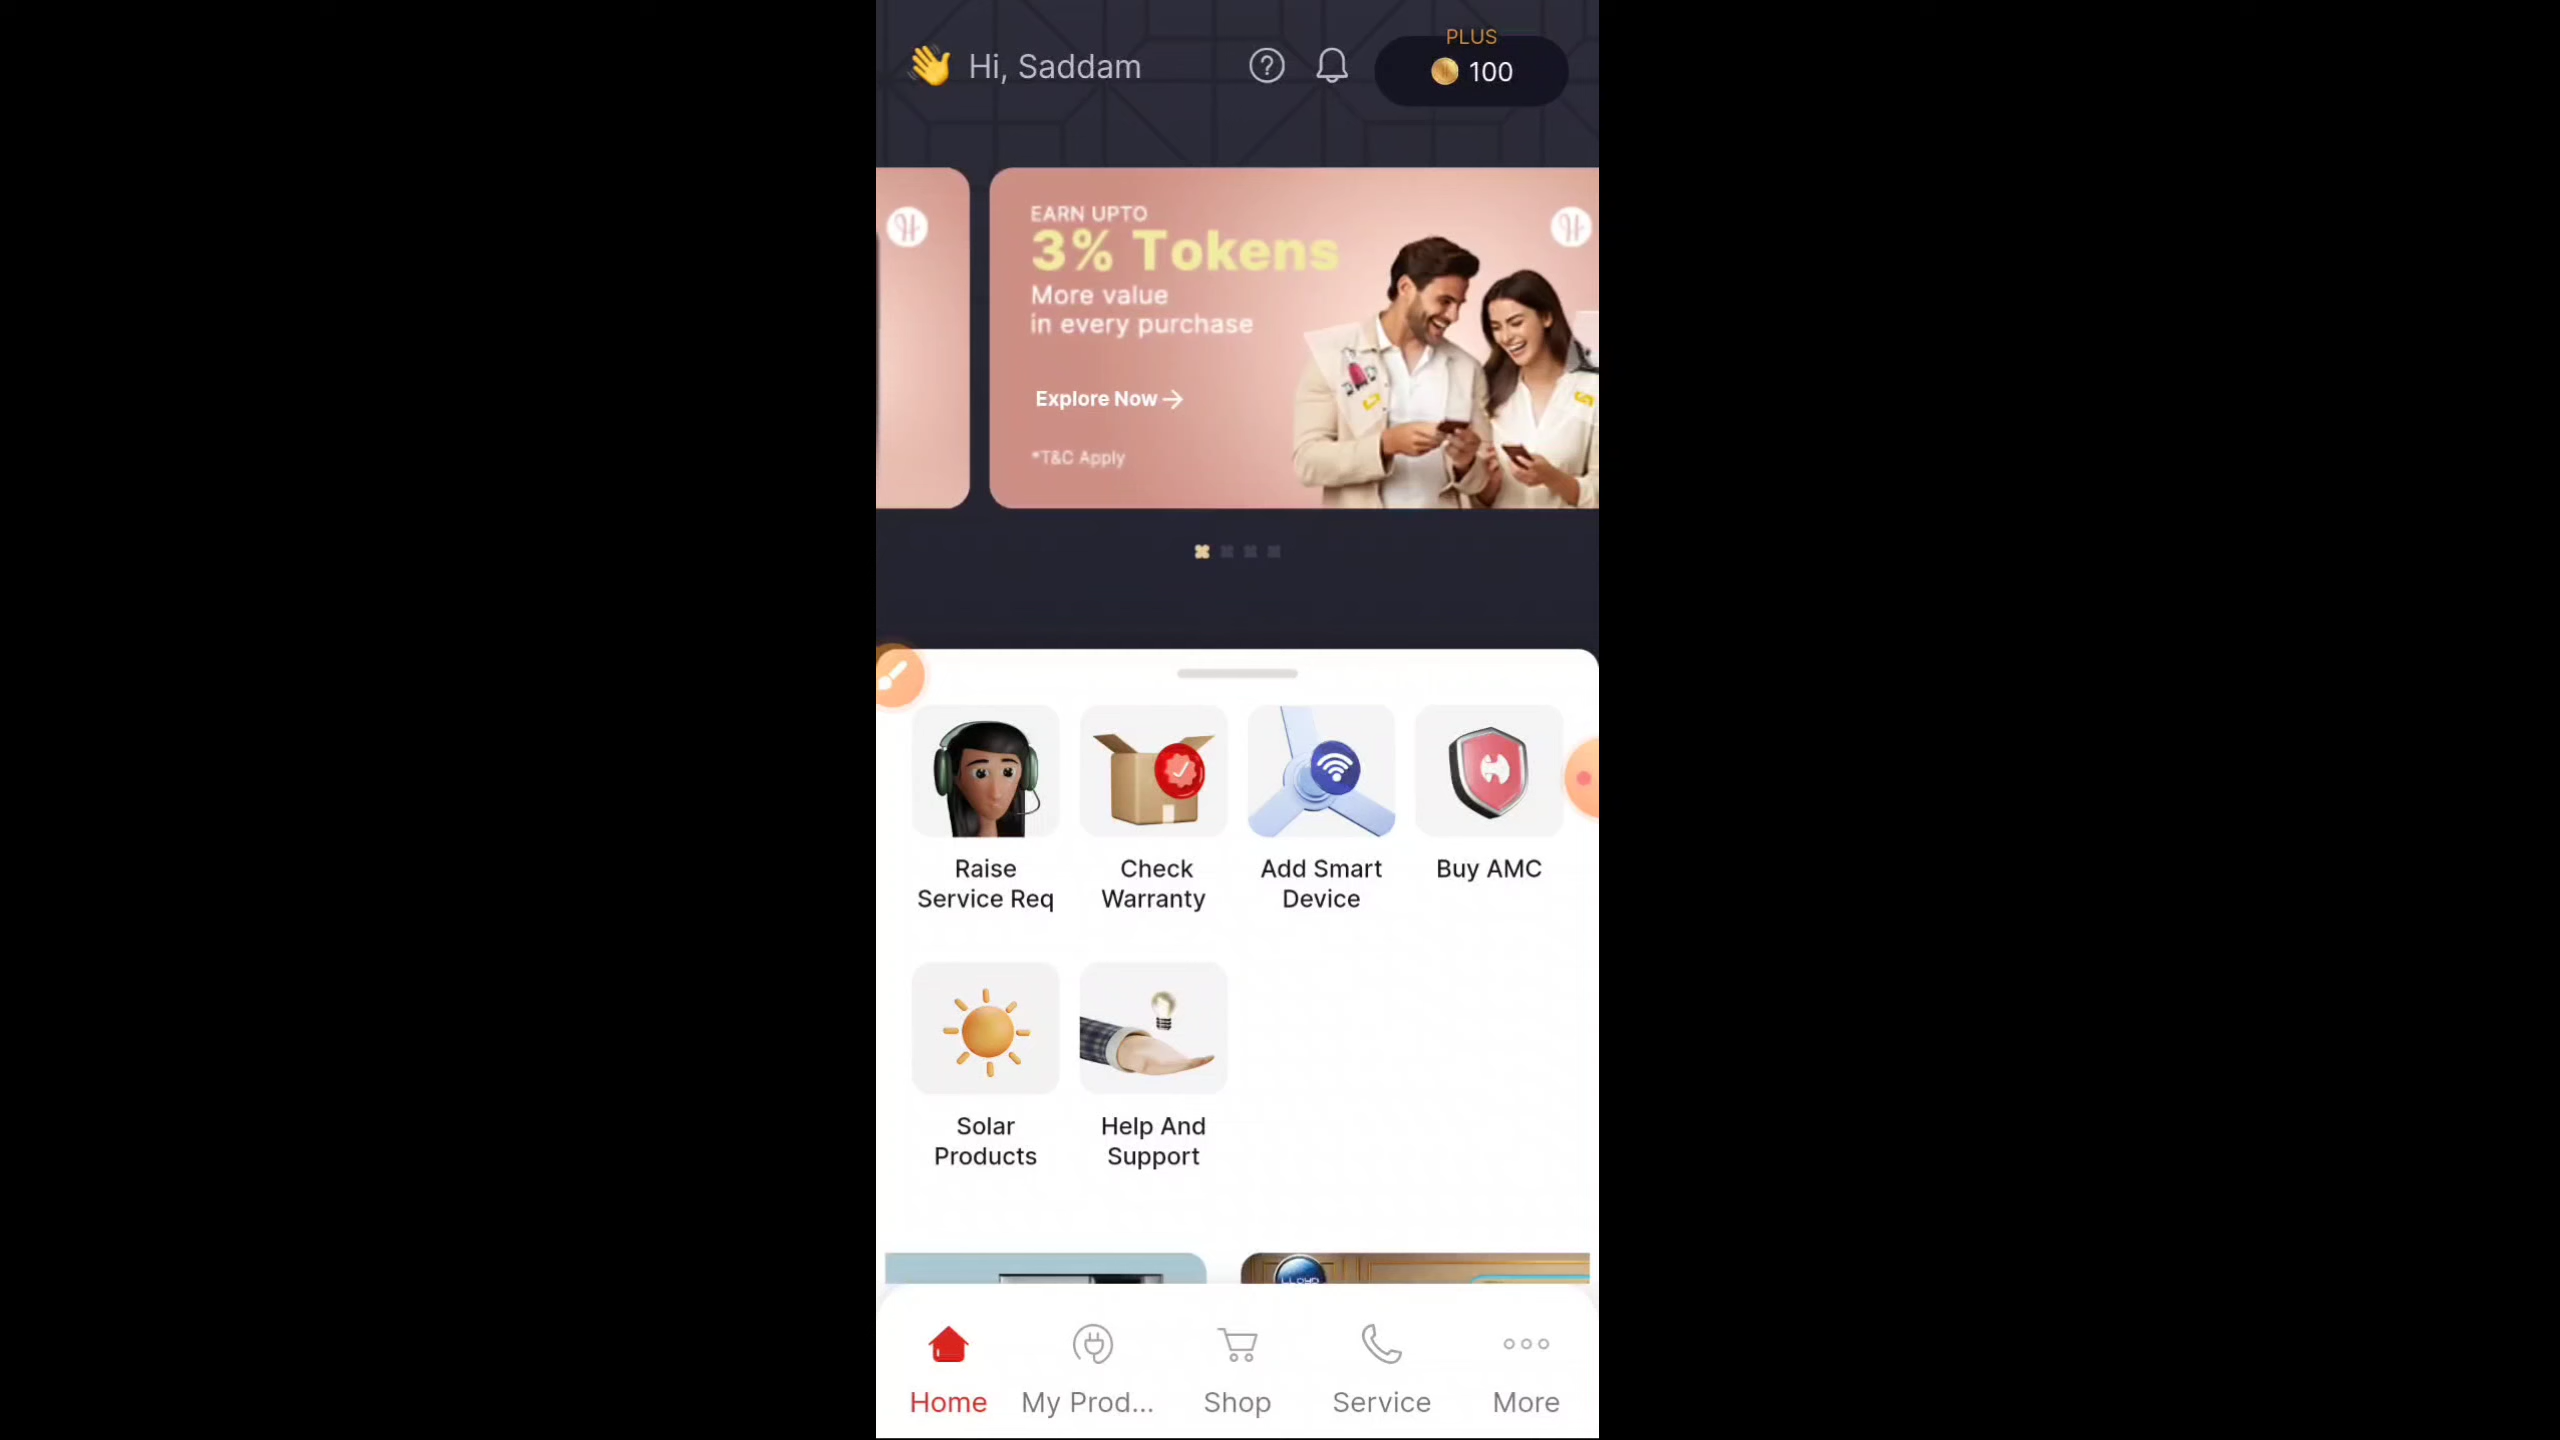 Hi, Saddam
PLUS
100
EARN UPTO
3% Tokens
More value
in every purchase
Explore Now
*T&C Apply
Raise
Service Req
Check
Warranty
Add Smart
Device
Buy AMC
Solar
Products
Help And
Support
LLOYD
Home
My Prod...
Shop
Service
More